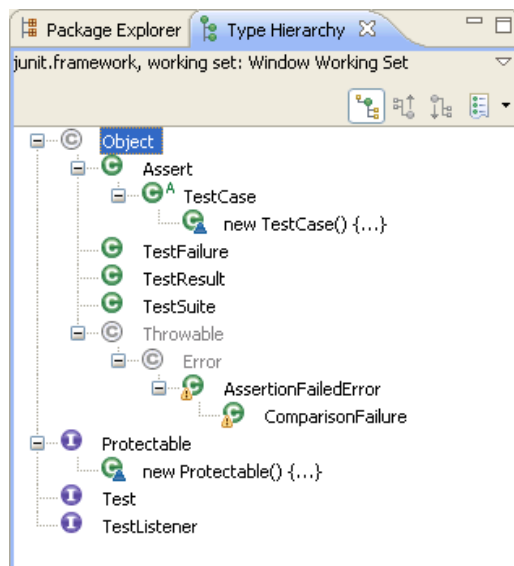 Package Explorer Type Hierarchy
junit.framework, working set: Window Working Set
Object
Assert
A TestCase
new TestCase() {...}
TestFailure
TestResult
TestSuite
Throwable
Error
AssertionFailedError
ComparisonFailure
Protectable
new Protectable() {...}
Test
TestListener